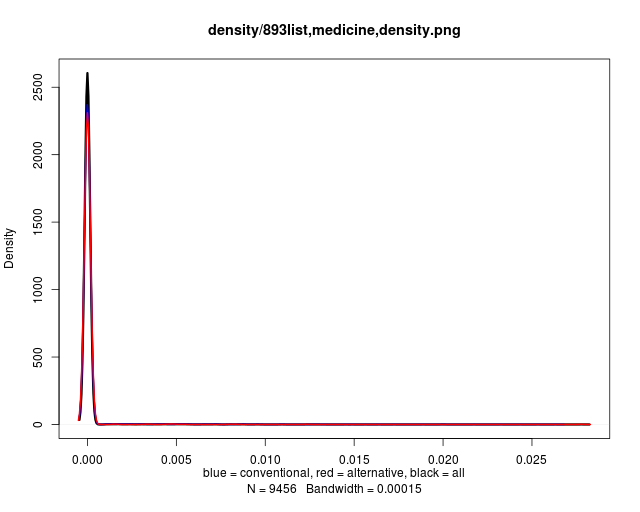 density/893list,medicine,density.png
Density
2500
2000
1500
1000
500
0
0.000 0.005 0.010 0.015 0.020 0.025
blue = conventional, red = alternative, black = all
N = 9456 Bandwidth = 0.00015